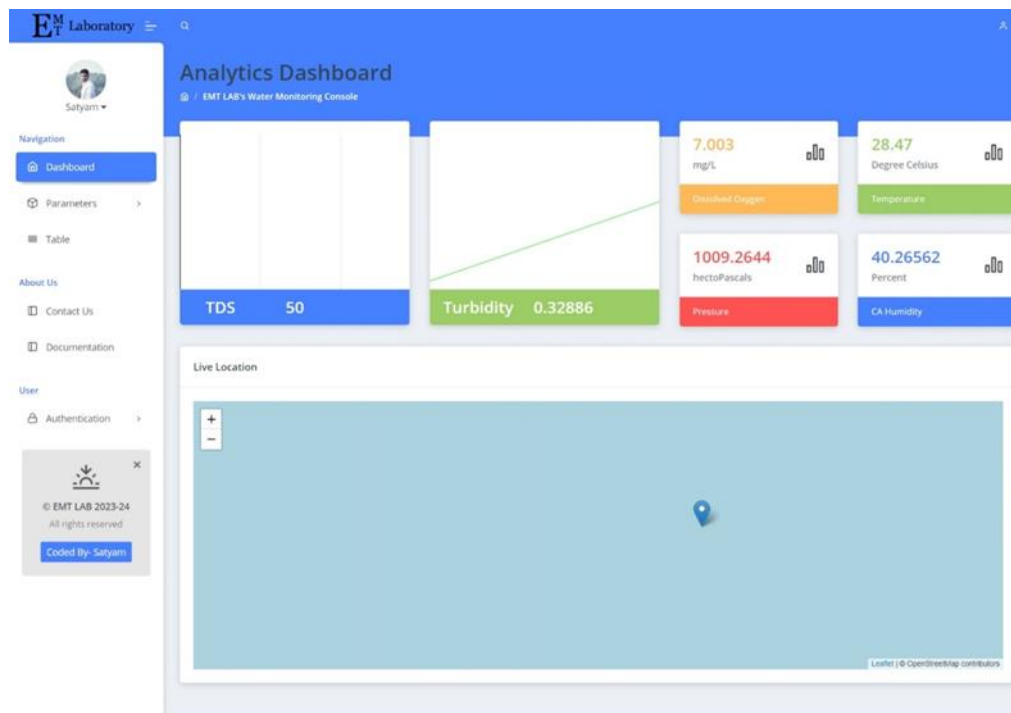 EMT Laboratory
Satyam
Navigation
Dashboard
Parameters
Table
About Us
Contact Us
Documentation
User
Authentication
×
© EMT LAB 2023-24
All rights reserved
Coded By- Satyam
Analytics Dashboard
/ EMT LAB's Water Monitoring Console
TDS 50
Turbidity 0.32886
7.003
mg/L
Dissolved Oxygen
28.47
Degree Celsius
Temperature
1009.2644
hectoPascals
Pressure
40.26562
Percent
CA Humidity
Live Location
+
−
Leaflet | © OpenStreetMap contributors